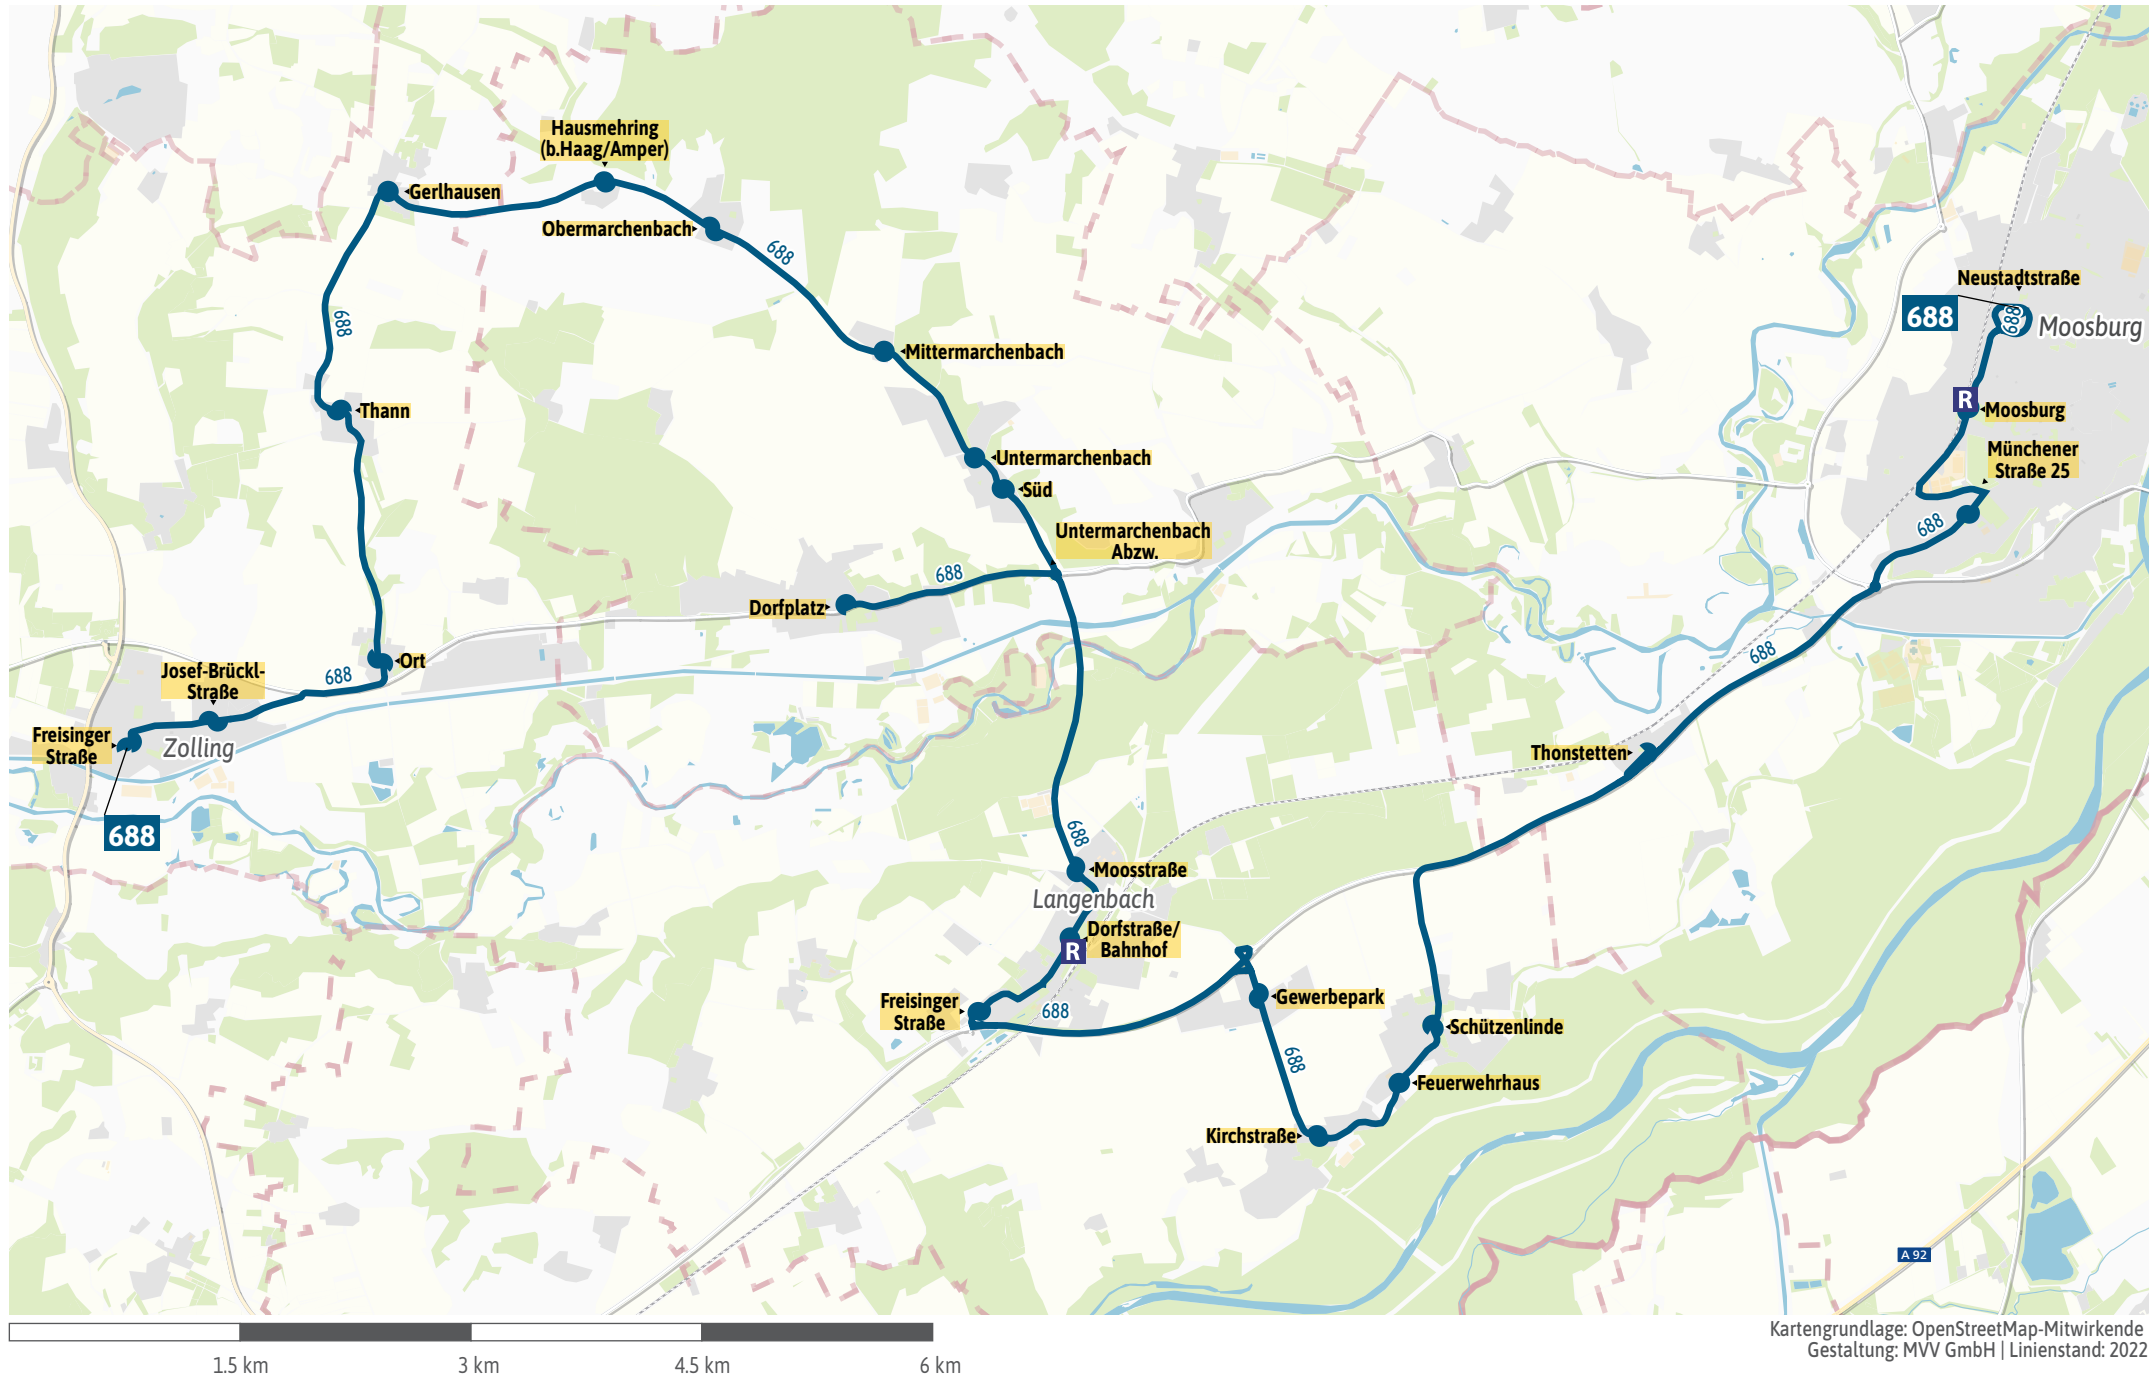 Hausmehring
(b.Haag/Amper)
Gerlhausen
Obermarchenbach
688
Neustadtstraße
688
688
Moosburg
688
Mittermarchenbach
R
Moosburg
Thann
Münchener
Straße 25
Untermarchenbach
Süd
688
Untermarchenbach
Abzw.
688
Dorfplatz
688
Ort
Josef-Brückl-
Straße
688
Freisinger
Straße
Zolling
Thonstetten
688
688
Moosstraße
Langenbach
Dorfstraße/
Bahnhof
R
Freisinger
Straße
688
Gewerbepark
Schützenlinde
688
Feuerwehrhaus
Kirchstraße
A 92
1.5 km
3 km
4.5 km
6 km
Kartengrundlage: OpenStreetMap-Mitwirkende
Gestaltung: MVV GmbH | Linienstand: 2022